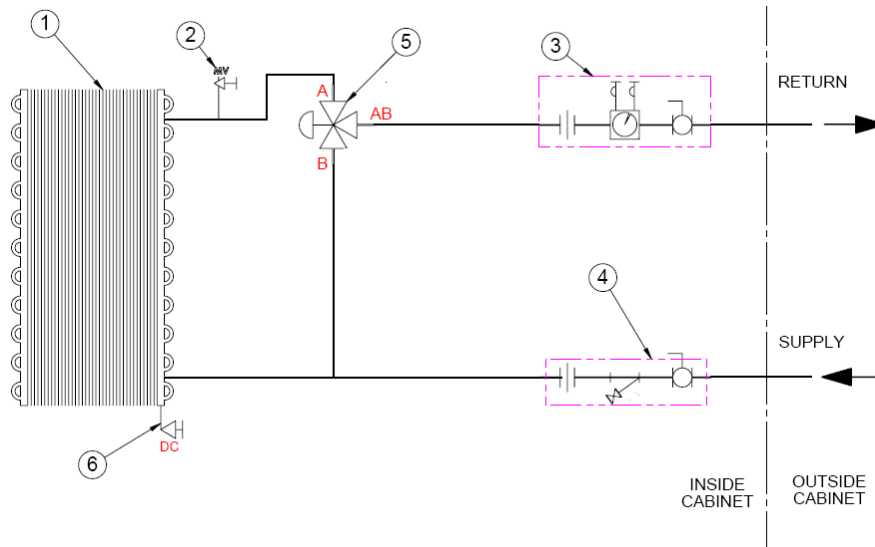 1
2
MV
5
3
A
AB
B
RETURN
4
SUPPLY
6
DC
INSIDE
CABINET
OUTSIDE
CABINET